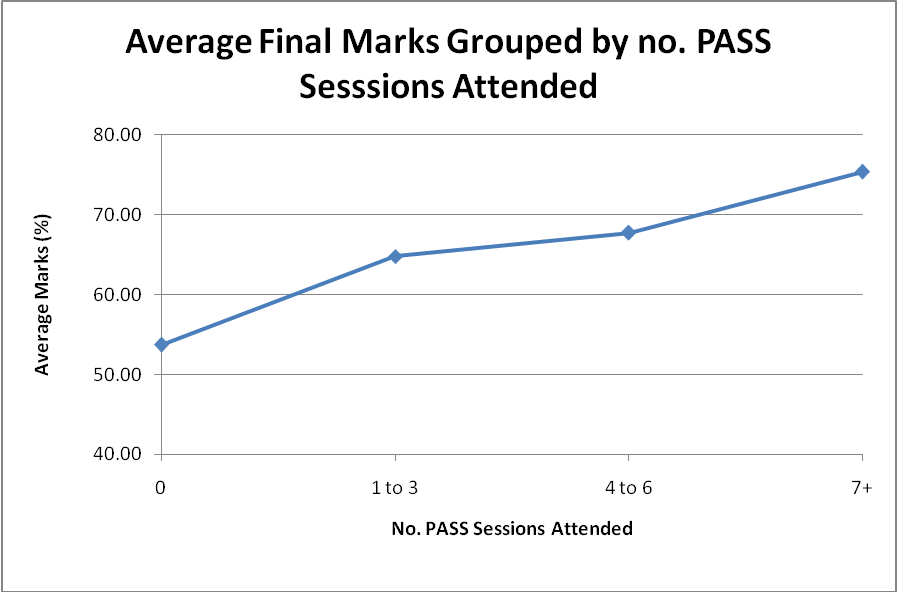 Average Final Marks Grouped by no. PASS
Sesssions Attended
80.00
70.00
60.00
50.00
40.00
Average Marks (%)
0
1 to 3
4 to 6
7+
No. PASS Sessions Attended